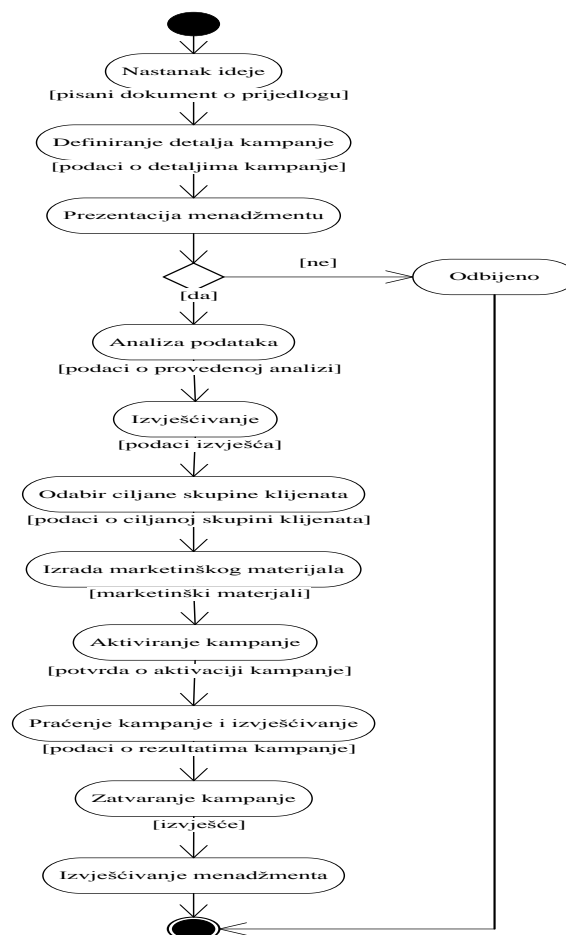 Nastanak ideje
[pisani dokument o prijedlogu]
Definiranje detalja kampanje
[podaci o detaljima kampanje]
Prezentacija menadžmentu
[ne]
Odbijeno
[da]
Analiza podataka
[podaci o provedenoj analizi]
Izvješćivanje
[podaci izvješća]
Odabir ciljane skupine klijenata
[podaci o ciljanoj skupini klijenata]
Izrada marketinškog materijala
[marketinški materjali]
Aktiviranje kampanje
[potvrda o aktivaciji kampanje]
Praćenje kampanje i izvješćivanje
[podaci o rezultatima kampanje]
Zatvaranje kampanje
[izvješće]
Izvješćivanje menadžmenta